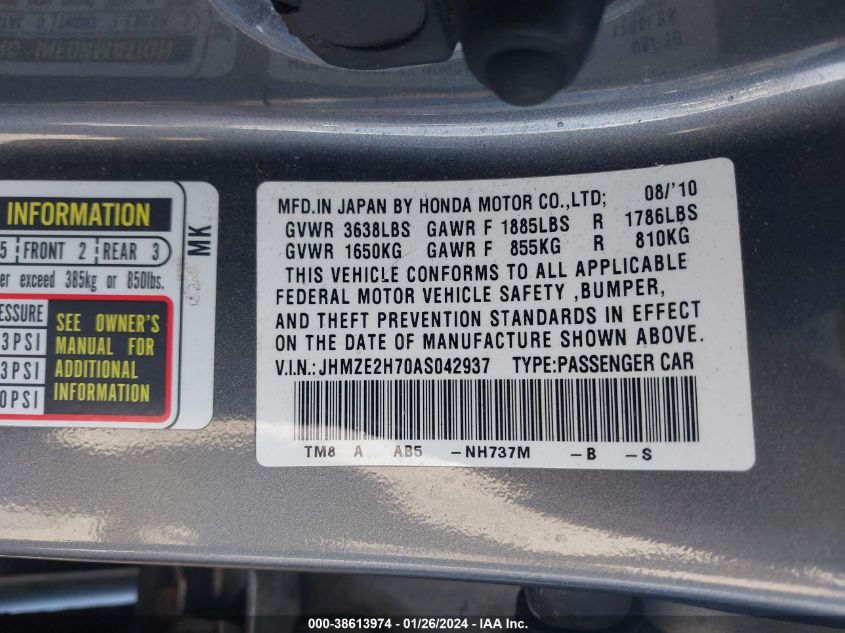 INFORMATION
5 FRONT 2 REAR 3
er exceed 385kg or 850lbs.
ESSURE
3PSI
3PSI
0PSI
SEE OWNER'S
MANUAL FOR
ADDITIONAL
INFORMATION
MK
MFD.IN JAPAN BY HONDA MOTOR CO.,LTD; 08/'10
GVWR 3638LBS GAWR F 1885LBS R 1786LBS
GVWR 1650KG GAWR F 855KG R 810KG
THIS VEHICLE CONFORMS TO ALL APPLICABLE
FEDERAL MOTOR VEHICLE SAFETY ,BUMPER,
AND THEFT PREVENTION STANDARDS IN EFFECT
ON THE DATE OF MANUFACTURE SHOWN ABOVE.
V.I.N.:JHMZE2H70AS042937 TYPE:PASSENGER CAR
TM8 A AB5 -NH737M -B -S
000-38613974 - 01/26/2024 - IAA Inc.